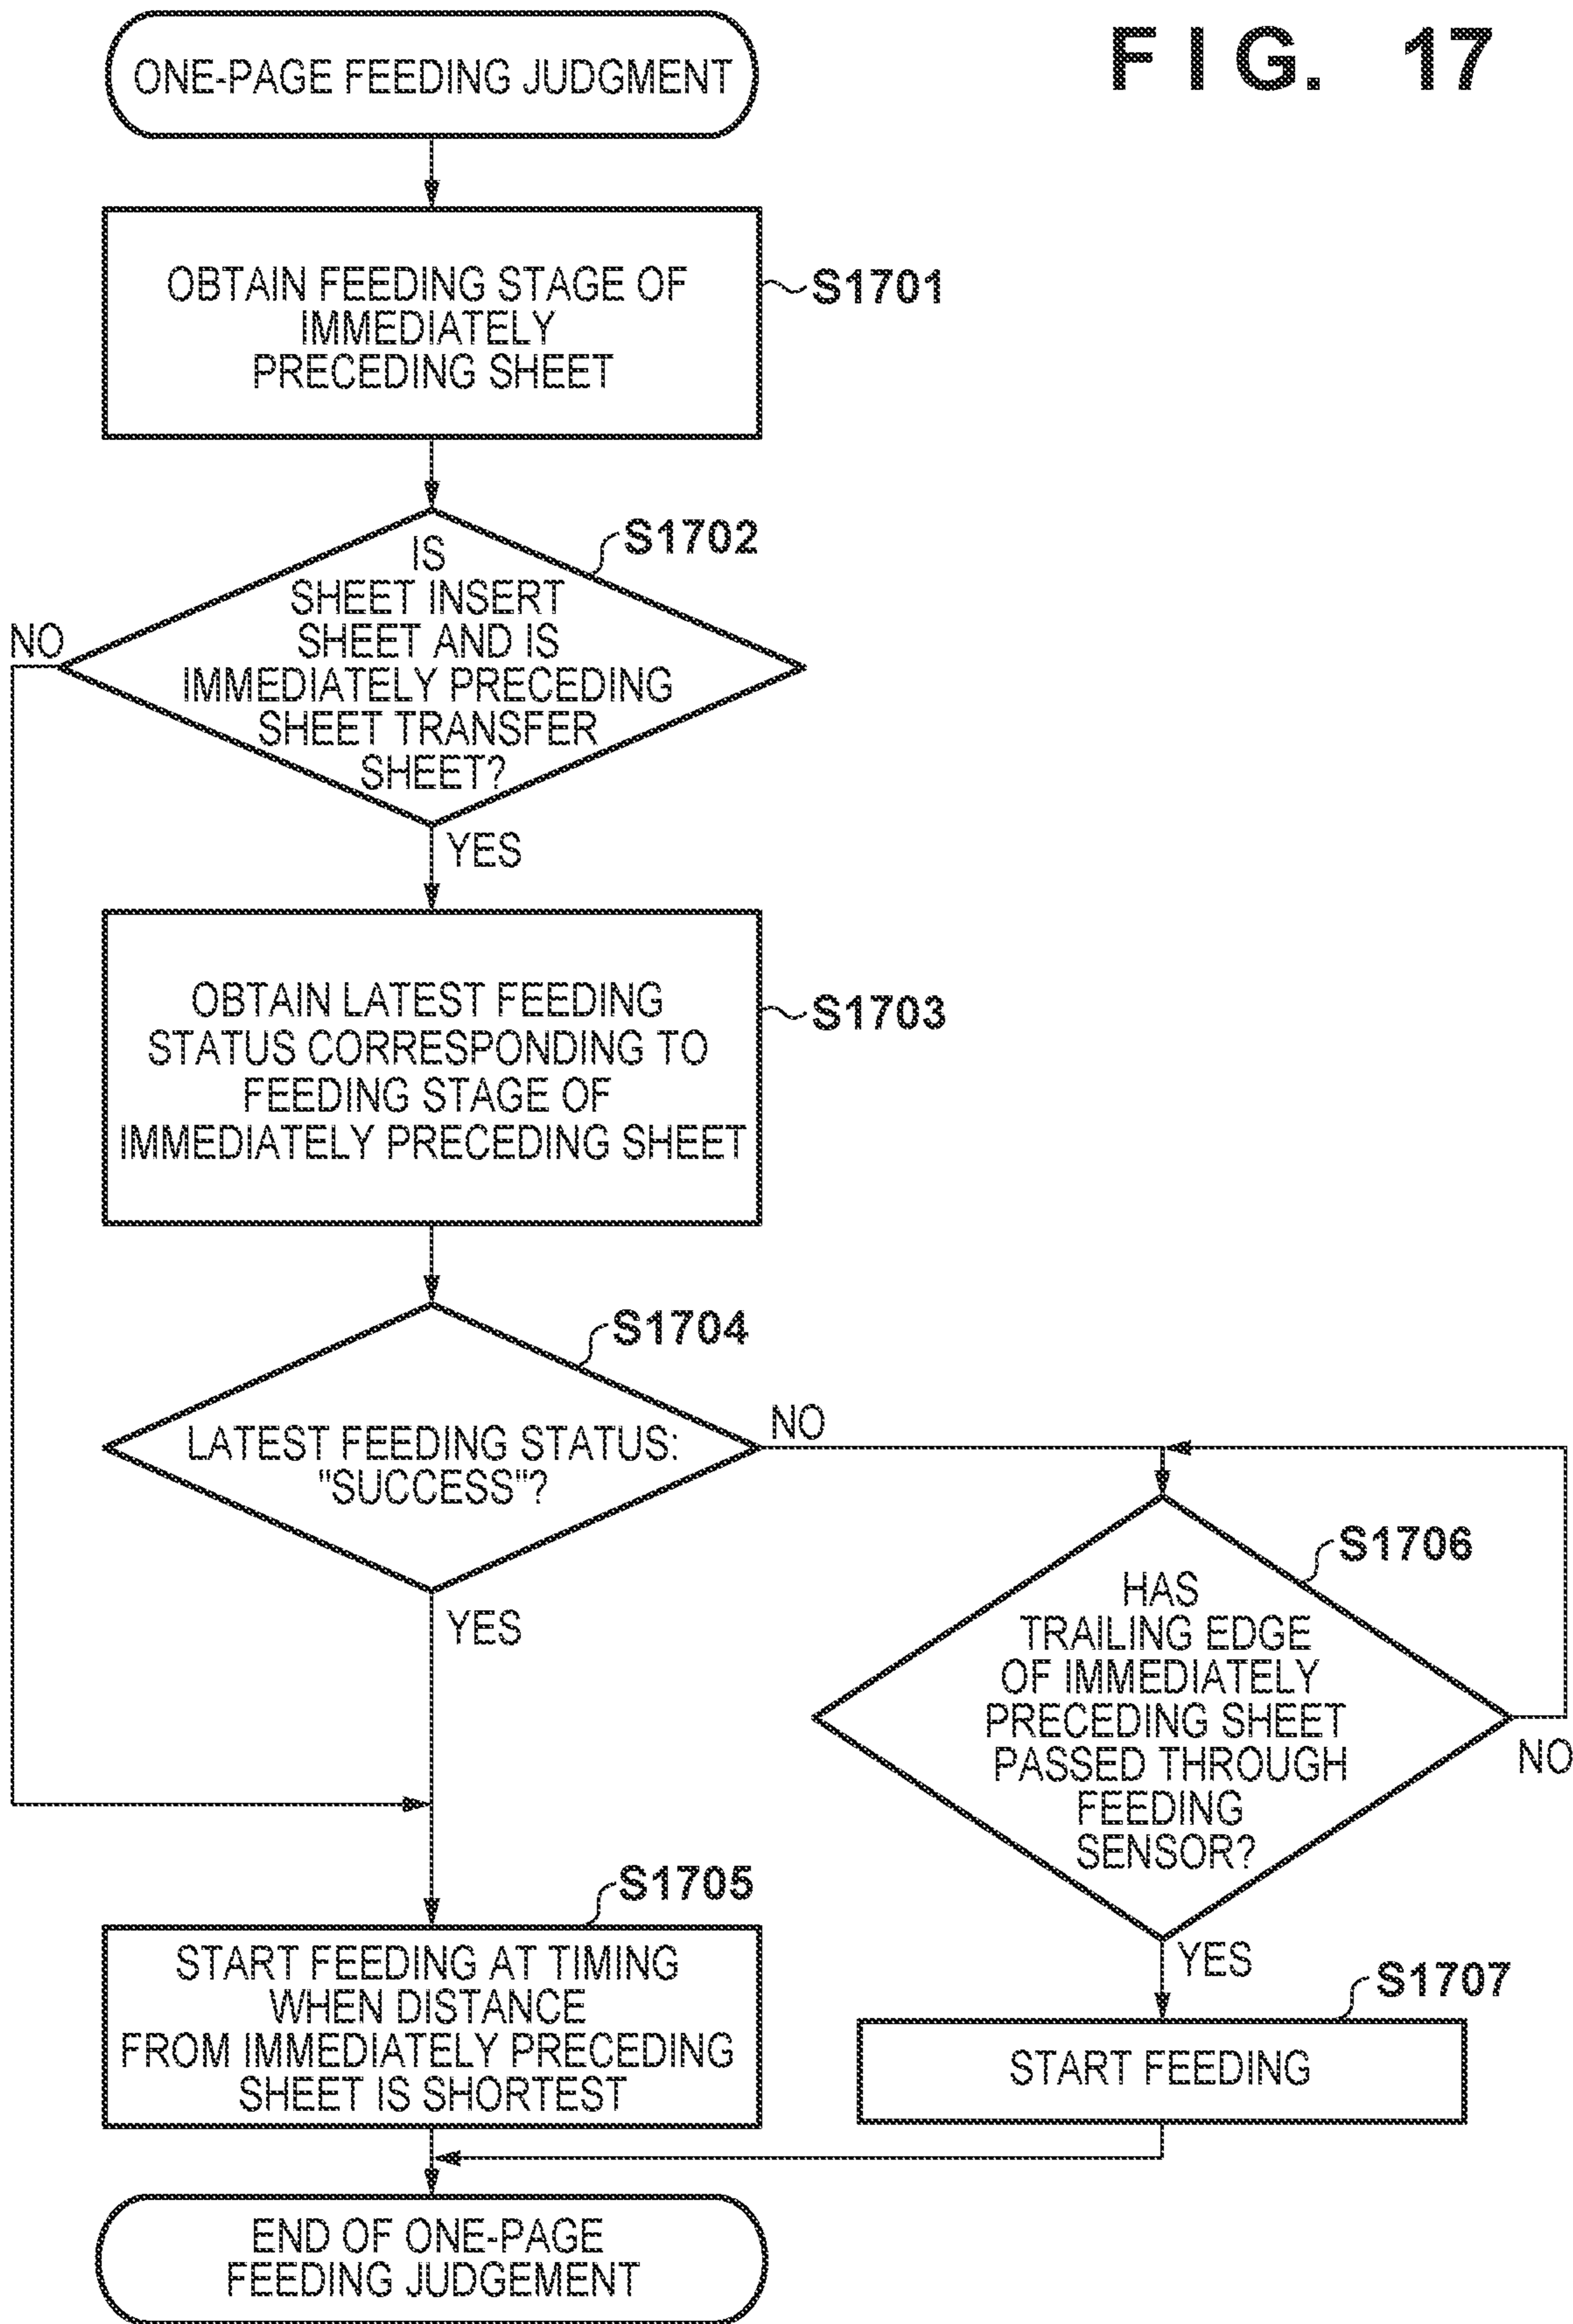 FIG. 17
ONE-PAGE FEEDING JUDGMENT
OBTAIN FEEDING STAGE OF
IMMEDIATELY
PRECEDING SHEET
S1701
S1702
IS
SHEET INSERT
SHEET AND IS
IMMEDIATELY PRECEDING
SHEET TRANSFER
SHEET?
NO
YES
OBTAIN LATEST FEEDING
STATUS CORRESPONDING TO
FEEDING STAGE OF
IMMEDIATELY PRECEDING SHEET
S1703
S1704
LATEST FEEDING STATUS:
"SUCCESS"?
NO
YES
S1706
HAS
TRAILING EDGE
OF IMMEDIATELY
PRECEDING SHEET
PASSED THROUGH
FEEDING
SENSOR?
NO
YES
S1705
START FEEDING AT TIMING
WHEN DISTANCE
FROM IMMEDIATELY PRECEDING
SHEET IS SHORTEST
S1707
START FEEDING
END OF ONE-PAGE
FEEDING JUDGEMENT